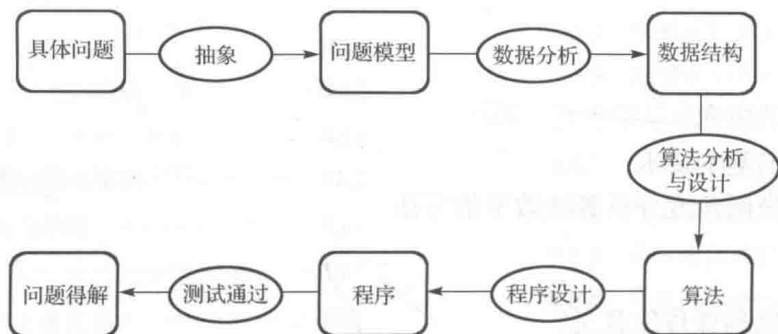 具体问题
抽象
问题模型
数据分析
数据结构
算法分析
与设计
算法
程序设计
程序
测试通过
问题得解